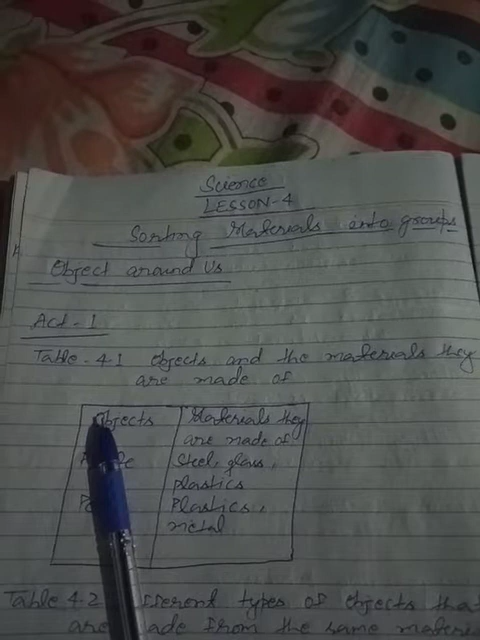 Science
LESSON-4
Sorting Materials into groups
Object around Us
Act-1
Table-4.1 Objects and the materials they
are made of
Objects
Materials they
are made of
Steel, glass,
plastics
Plastics,
metal
Table 4.2 types of objects
are made from the same